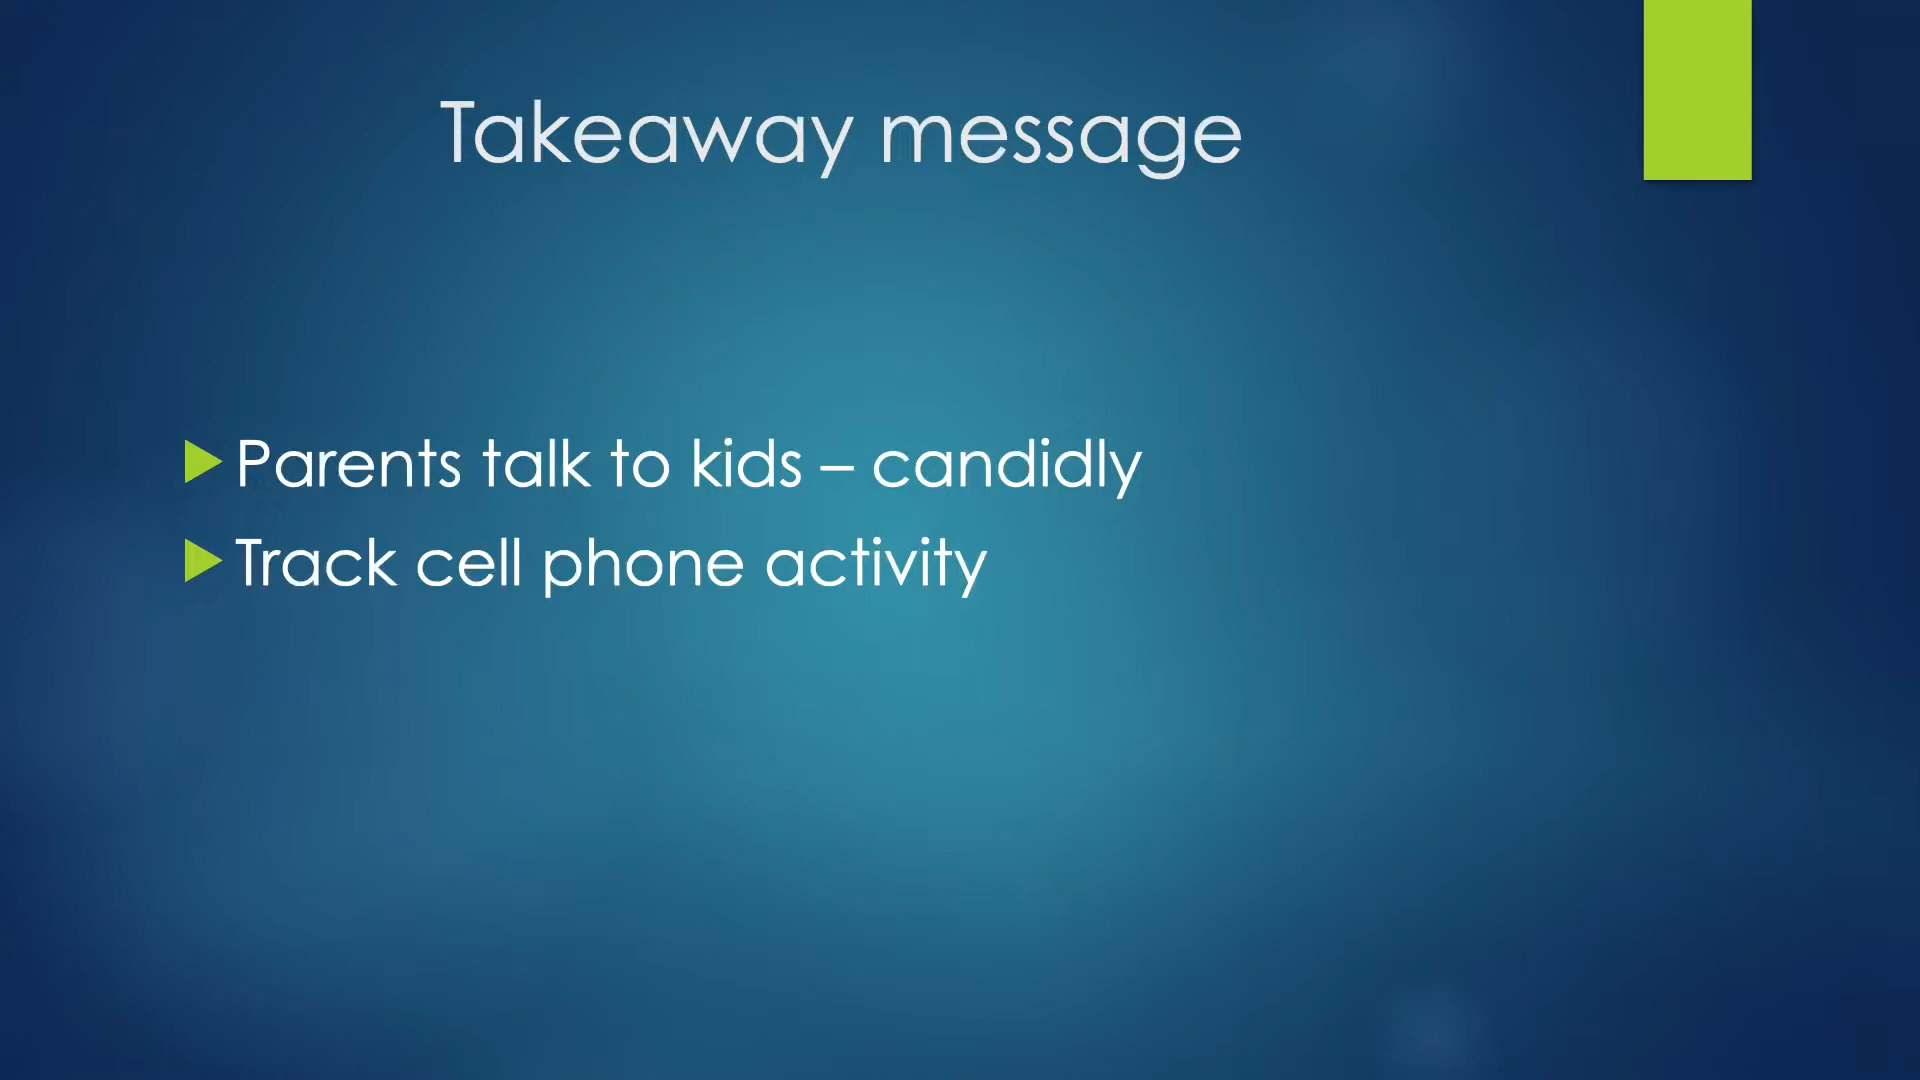 Takeaway message
Parents talk to kids – candidly
Track cell phone activity